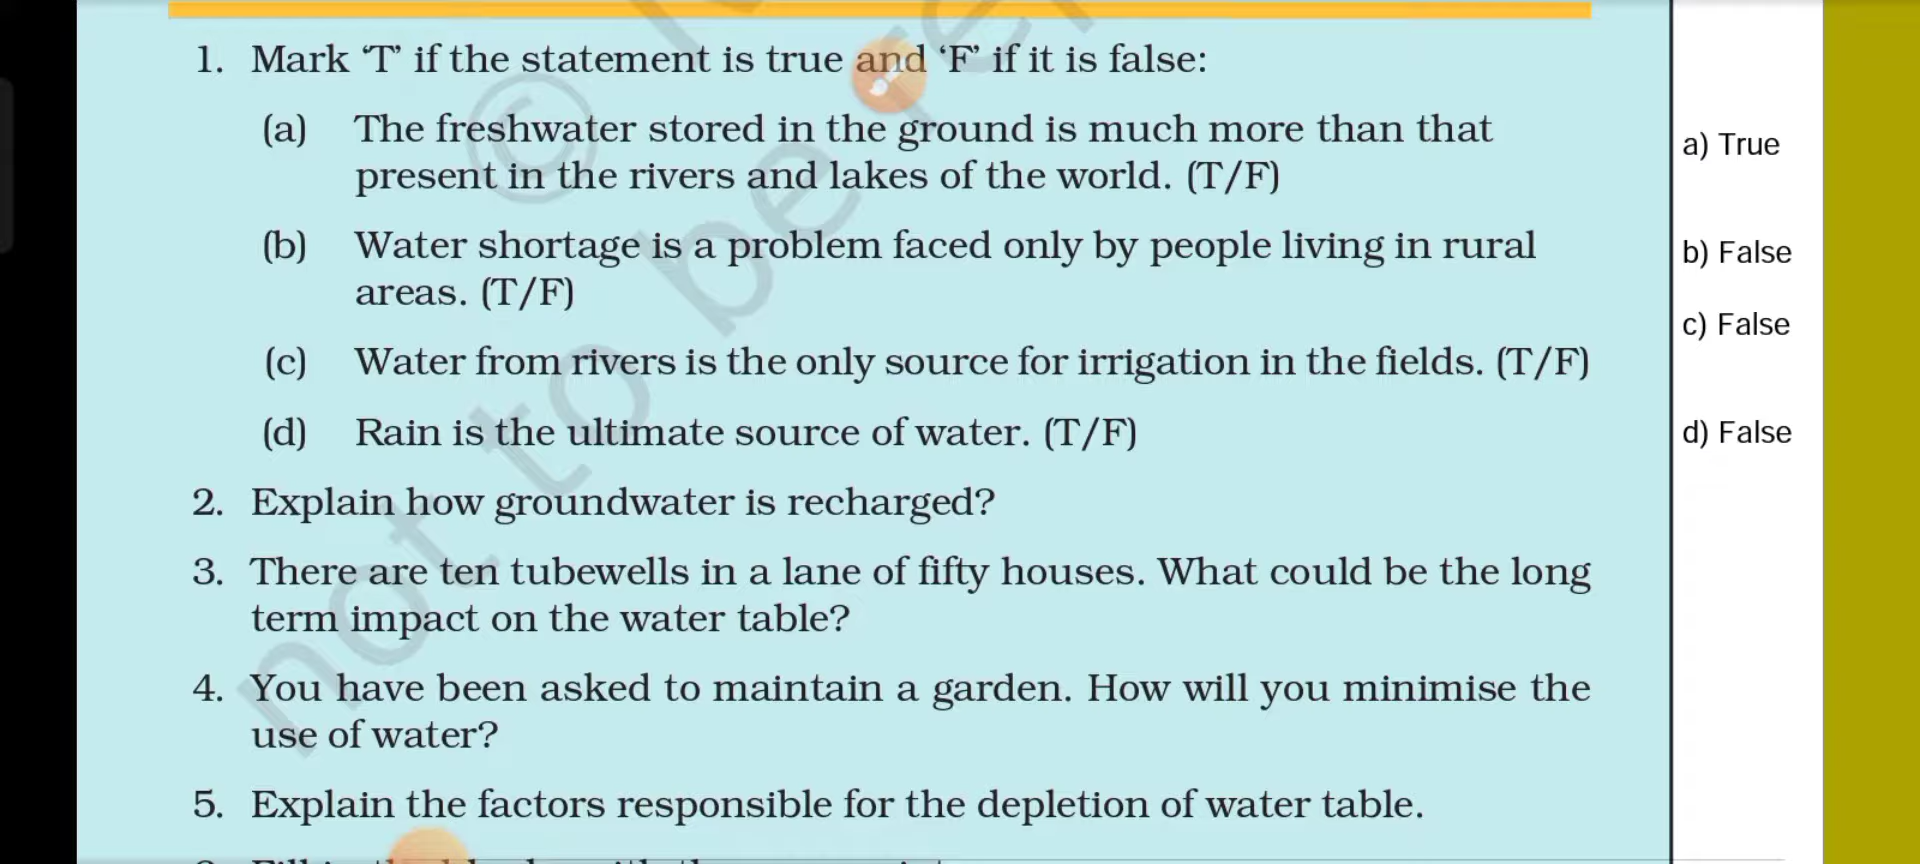 1. Mark ‘T’ if the statement is true and ‘F’ if it is false:
(a) The freshwater stored in the ground is much more than that
present in the rivers and lakes of the world. (T/F)
a) True
(b) Water shortage is a problem faced only by people living in rural
areas. (T/F)
b) False
(c) Water from rivers is the only source for irrigation in the fields. (T/F)
c) False
(d) Rain is the ultimate source of water. (T/F)
d) False
2. Explain how groundwater is recharged?
3. There are ten tubewells in a lane of fifty houses. What could be the long
term impact on the water table?
4. You have been asked to maintain a garden. How will you minimise the
use of water?
5. Explain the factors responsible for the depletion of water table.
©
not to be re